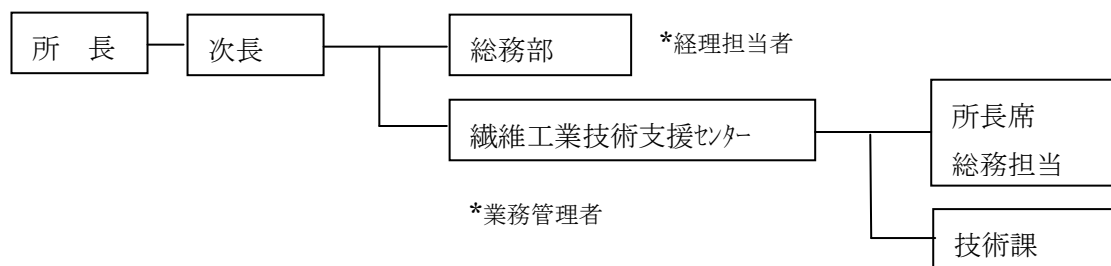 所　長
次長
総務部
*経理担当者
繊維工業技術支援ｾﾝﾀｰ
*業務管理者
所長席
総務担当
技術課